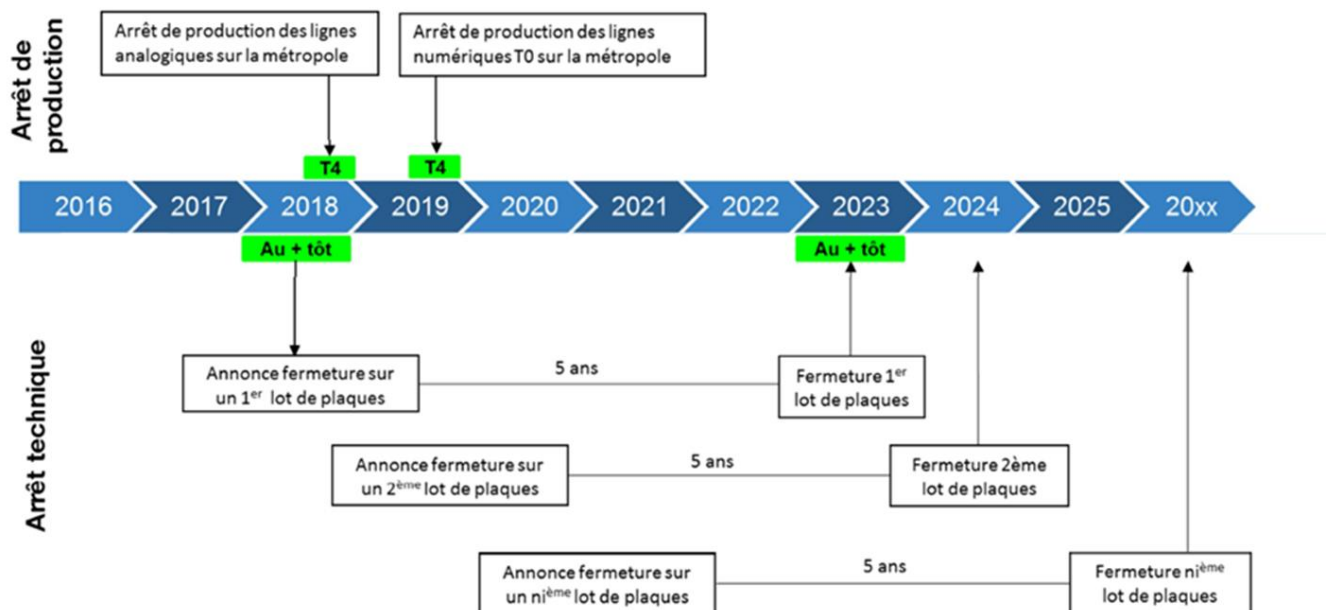 Arrêt de
production
Arrêt de production des lignes
analogiques sur la métropole
Arrêt de production des lignes
numériques T0 sur la métropole
T4
T4
2016
2017
2018
2019
2020
2021
2022
2023
2024
2025
20xx
Au + tôt
Au + tôt
Arrêt technique
Annonce fermeture sur
un 1er lot de plaques
5 ans
Fermeture 1er
lot de plaques
Annonce fermeture sur
un 2ème lot de plaques
5 ans
Fermeture 2ème
lot de plaques
Annonce fermeture sur
un nième lot de plaques
5 ans
Fermeture nième
lot de plaques